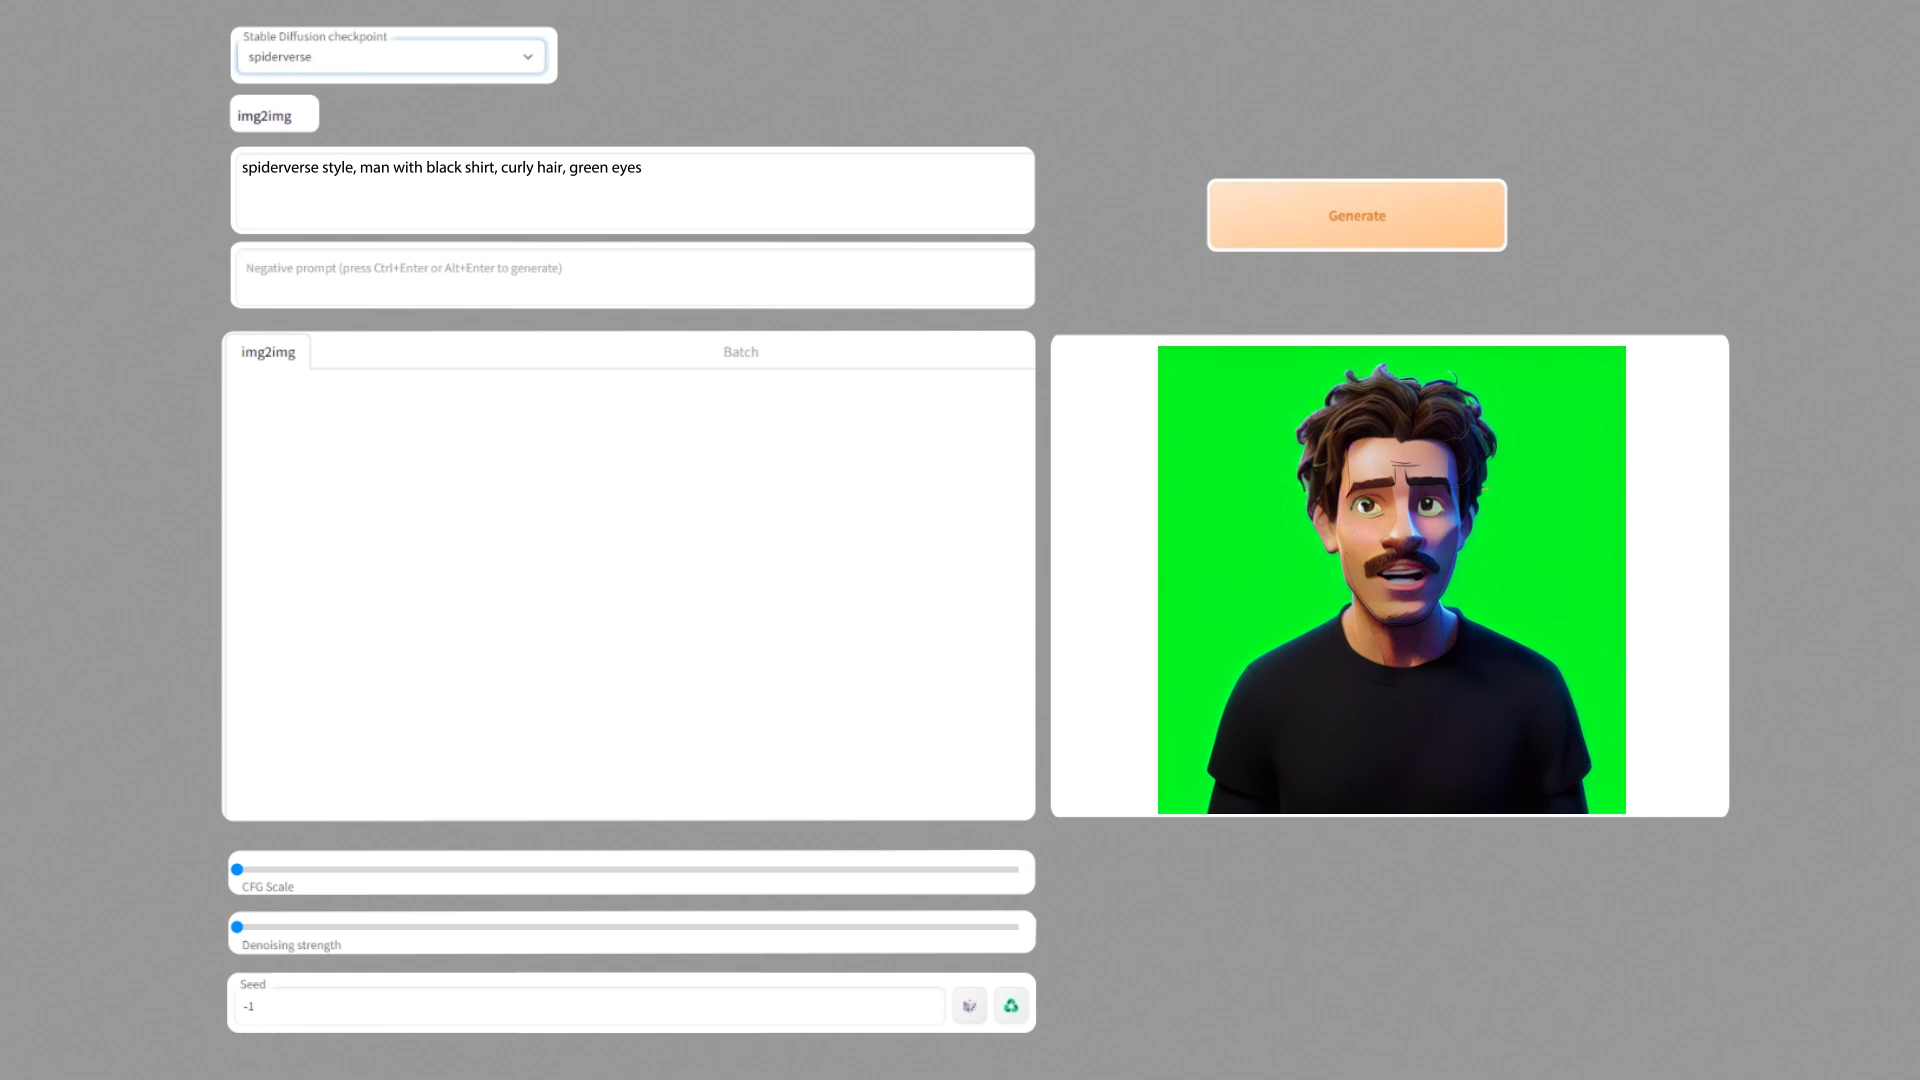 Stable Diffusion checkpoint
spiderverse
img2img
spiderverse style, man with black shirt, curly hair, green eyes
Generate
Negative prompt (press Ctrl+Enter or Alt+Enter to generate)
img2img
Batch
CFG Scale
Denoising strength
Seed
-1